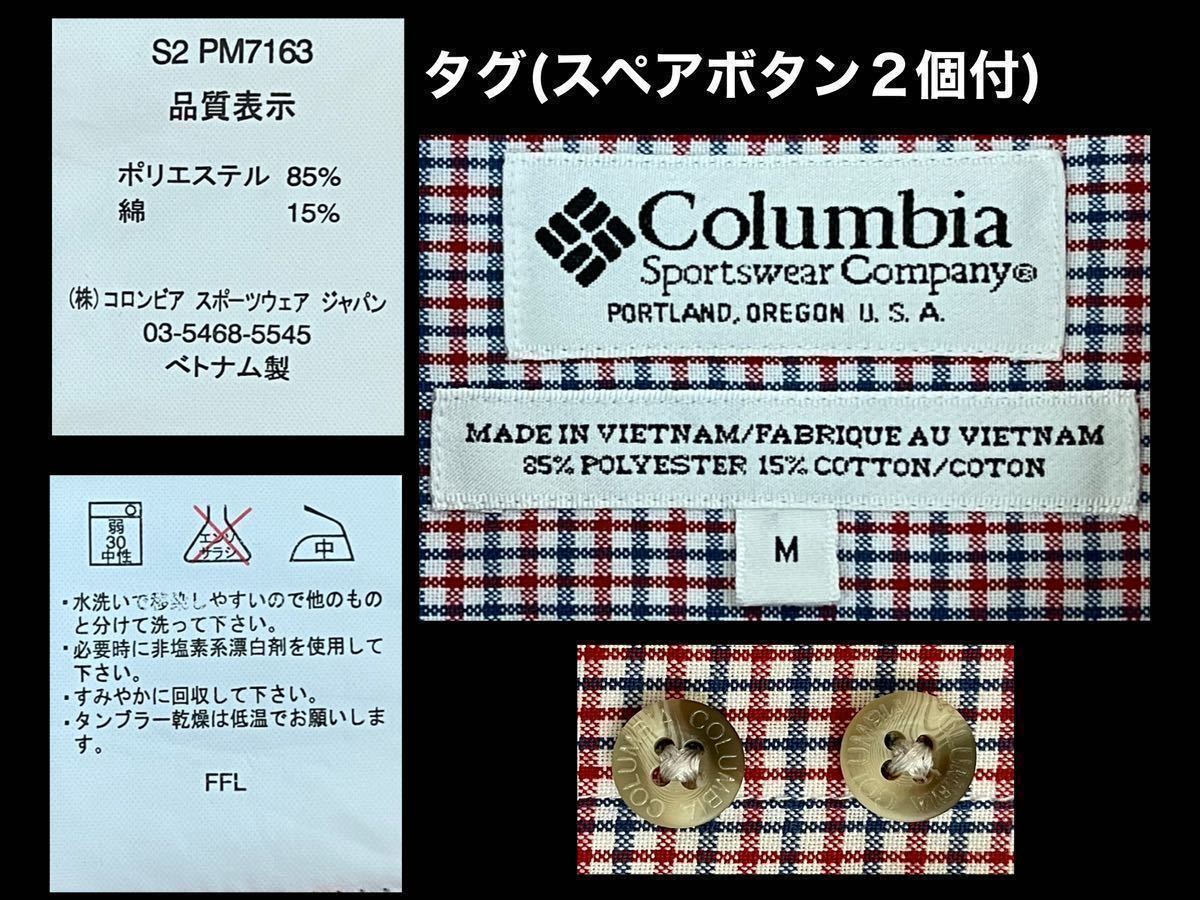 S2 PM7163
品質表示
ポリエステル 85%
綿 15%
(株)コロンビア スポーツウェア ジャパン
03-5468-5545
ベトナム製
弱
30
中性
エンソ
サラシ
中
・水洗いで移染しやすいので他のもの
と分けて洗って下さい。
・必要時に非塩素系漂白剤を使用して
下さい。
・すみやかに回収して下さい。
・タンブラー乾燥は低温でお願いしま
す。
FFL
タグ(スペアボタン2個付)
Columbia
Sportswear Company®
PORTLAND, OREGON U. S. A.
MADE IN VIETNAM/FABRIQUE AU VIETNAM
85% POLYESTER 15% COTTON/COTON
M
COLUMBIA COLUMBIA
COLUMBIA COLUMBIA